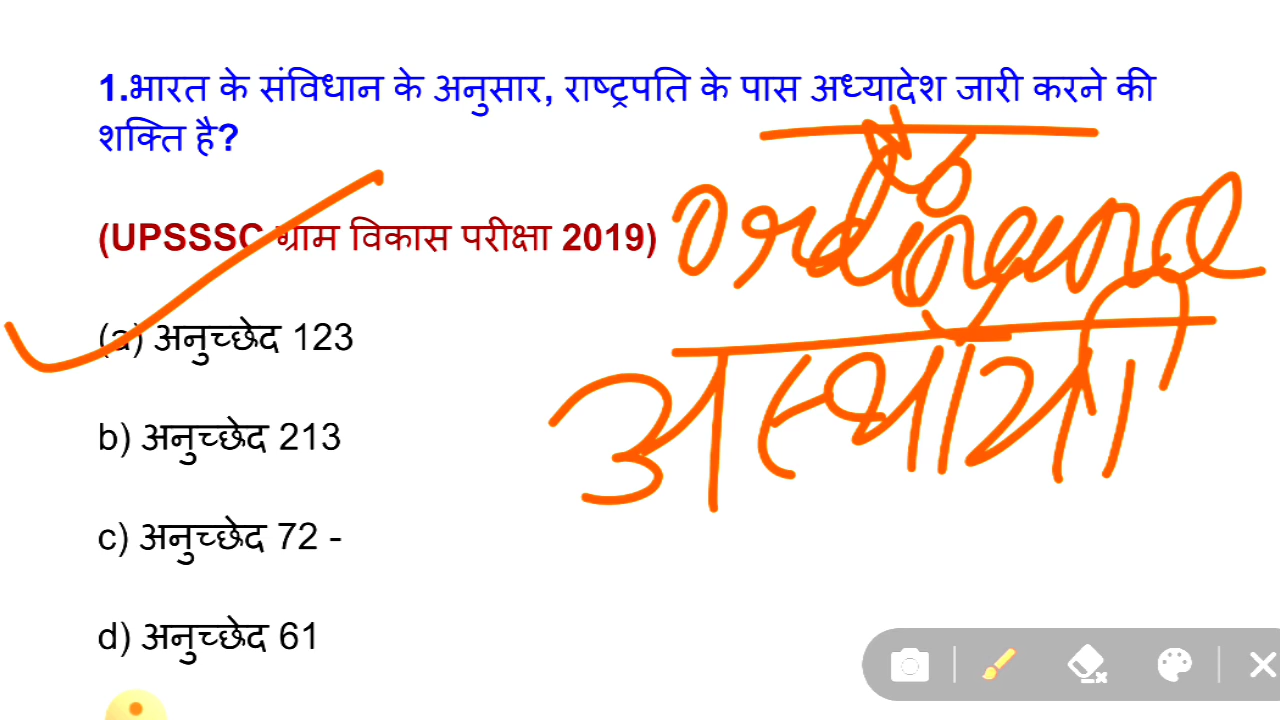 1.भारत के संविधान के अनुसार, राष्ट्रपति के पास अध्यादेश जारी करने की
शक्ति है?
(UPSSSC ग्राम विकास परीक्षा 2019)
(a) अनुच्छेद 123
b) अनुच्छेद 213
c) अनुच्छेद 72 -
d) अनुच्छेद 61
अस्थायी